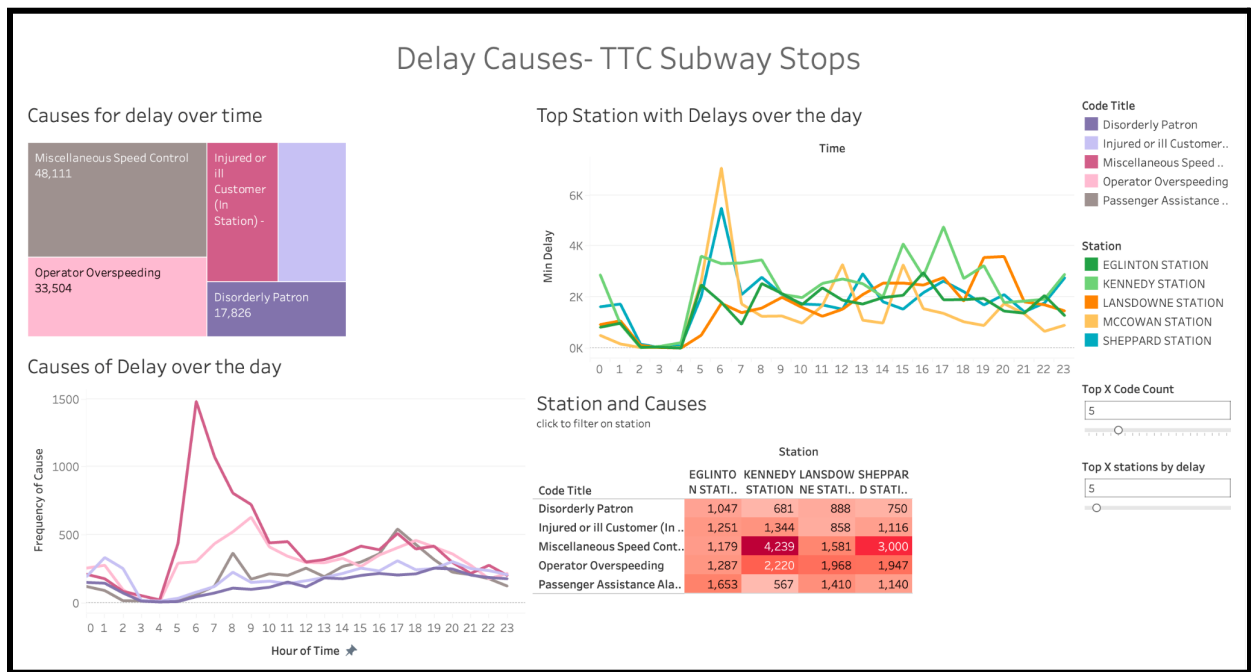 Delay Causes- TTC Subway Stops
Causes for delay over time
Miscellaneous Speed Control
48,111
Injured or
ill
Customer
(In
Station) -
Operator Overspeeding
33,504
Disorderly Patron
17,826
Causes of Delay over the day
Frequency of Cause
1500
1000
500
0
0 1 2 3 4 5 6 7 8 9 10 11 12 13 14 15 16 17 18 19 20 21 22 23
Hour of Time
Top Station with Delays over the day
Time
Min Delay
6K
4K
2K
0K
0 1 2 3 4 5 6 7 8 9 10 11 12 13 14 15 16 17 18 19 20 21 22 23
Station and Causes
click to filter on station
Station
EGLINTO KENNEDY LANSDOW SHEPPAR
Code Title N STATI.. STATION NE STATI.. D STATI..
Disorderly Patron 1,047 681 888 750
Injured or ill Customer (In .. 1,251 1,344 858 1,116
Miscellaneous Speed Cont.. 1,179 4,239 1,581 3,000
Operator Overspeeding 1,287 2,220 1,968 1,947
Passenger Assistance Ala.. 1,653 567 1,410 1,140
Code Title
Disorderly Patron
Injured or ill Customer..
Miscellaneous Speed ..
Operator Overspeeding
Passenger Assistance ..
Station
EGLINTON STATION
KENNEDY STATION
LANSDOWNE STATION
MCCOWAN STATION
SHEPPARD STATION
Top X Code Count
5
Top X stations by delay
5